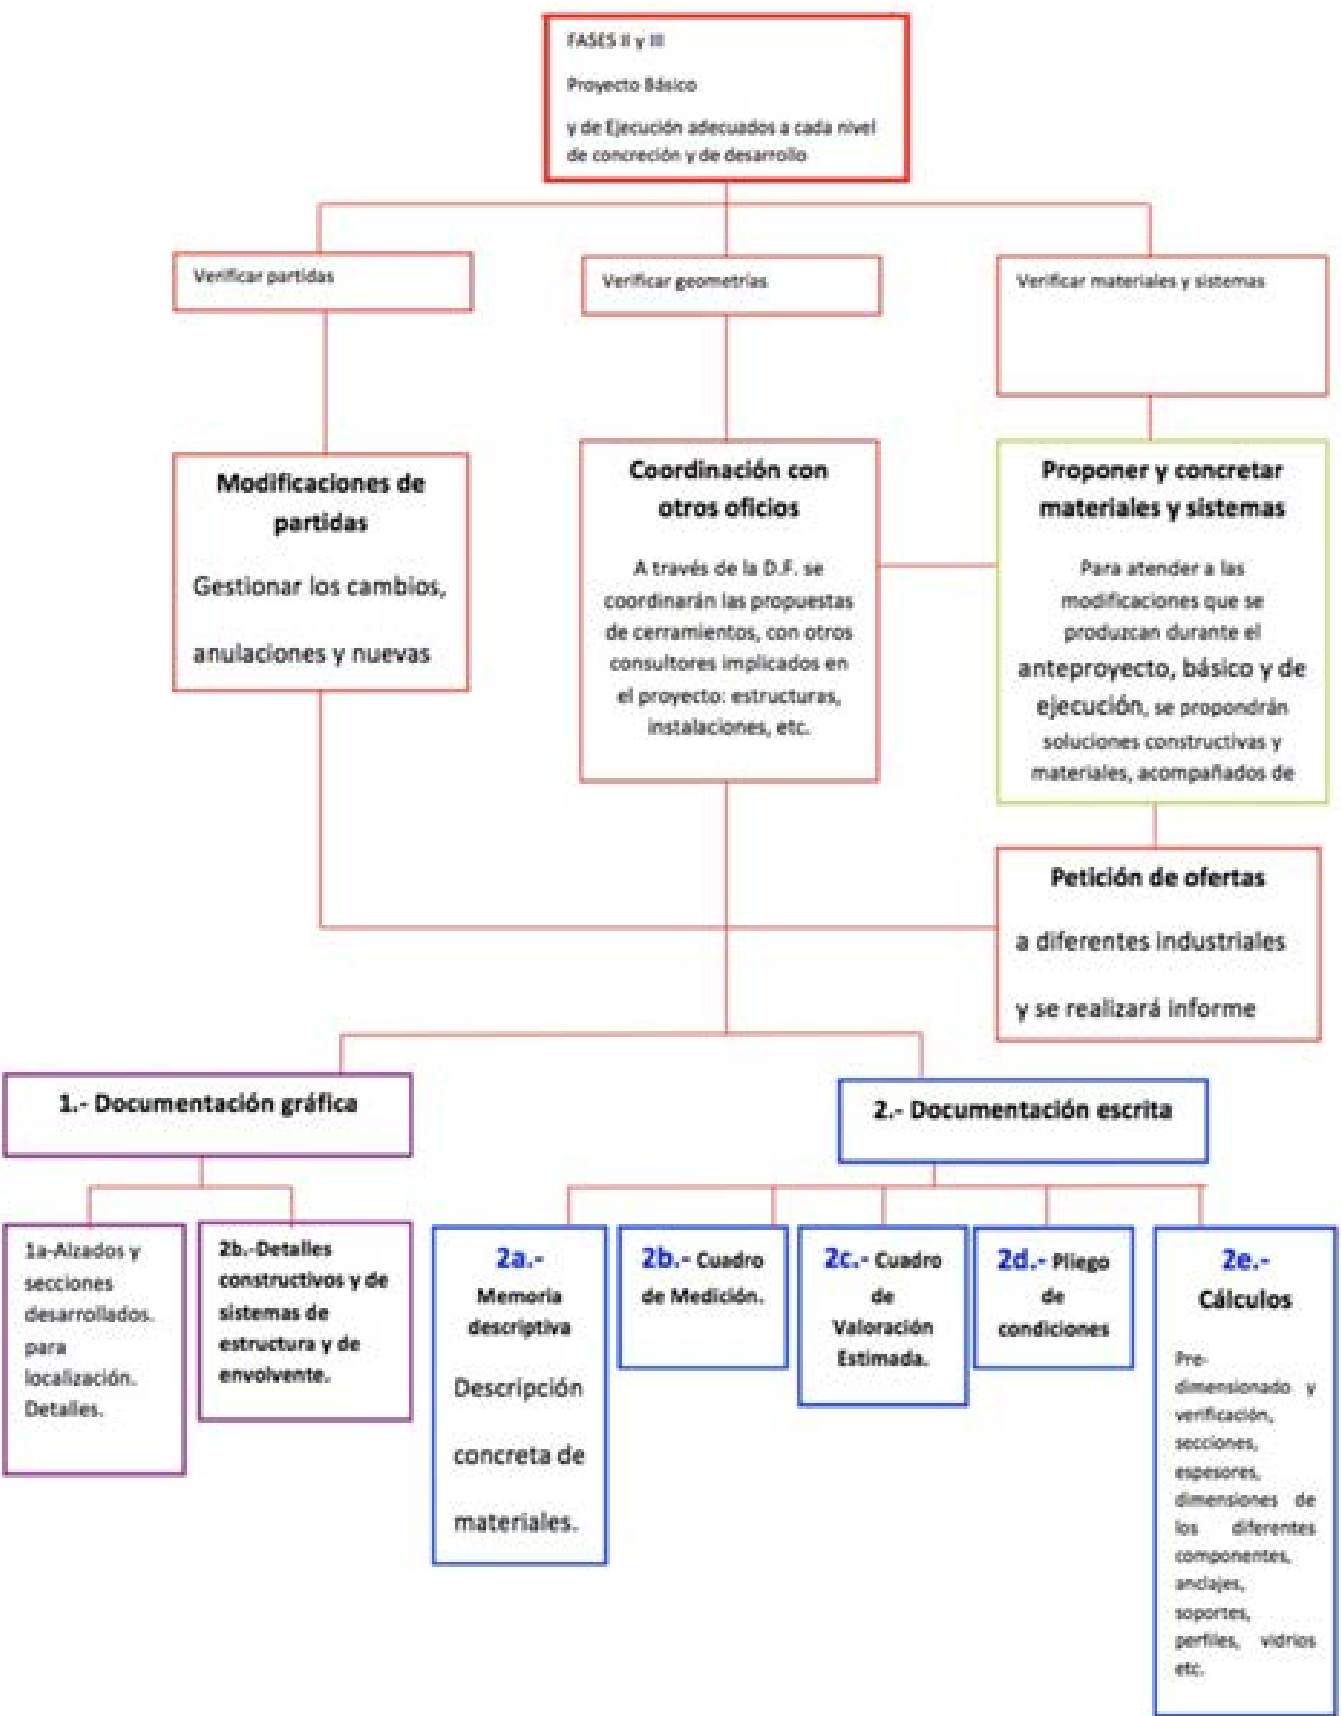 FASES II y III
Proyecto Básico
y de Ejecución adecuados a cada nivel
de concreción y de desarrollo
Verificar partidas
Verificar geometrías
Verificar materiales y sistemas
Modificaciones de
partidas
Gestionar los cambios,
anulaciones y nuevas
Coordinación con
otros oficios
A través de la D.F. se
coordinarán las propuestas
de cerramientos, con otros
consultores implicados en
el proyecto: estructuras,
instalaciones, etc.
Proponer y concretar
materiales y sistemas
Para atender a las
modificaciones que se
produzcan durante el
anteproyecto, básico y de
ejecución, se propondrán
soluciones constructivas y
materiales, acompañados de
Petición de ofertas
a diferentes industriales
y se realizará informe
1.- Documentación gráfica
2.- Documentación escrita
1a-Alzados y
secciones
desarrollados.
para
localización.
Detalles.
2b.-Detalles
constructivos y de
sistemas de
estructura y de
envolvente.
2a.-
Memoria
descriptiva
Descripción
concreta de
materiales.
2b.- Cuadro
de Medición.
2c.- Cuadro
de
Valoración
Estimada.
2d.- Pliego
de
condiciones
2e.-
Cálculos
Pre-
dimensionado y
verificación,
secciones,
espesores,
dimensiones de
los diferentes
componentes,
anclajes,
soportes,
perfiles, vidrios
etc.